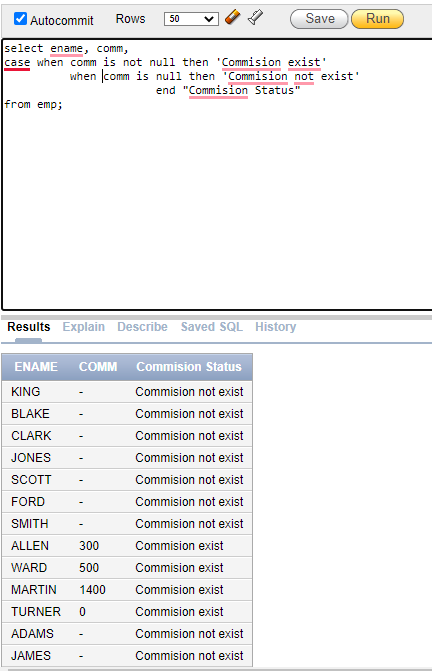 Autocommit Rows 50 Save Run
select ename, comm,
case when comm is not null then 'Commision exist'
when comm is null then 'Commision not exist'
end "Commision Status"
from emp;
Results Explain Describe Saved SQL History
ENAME COMM Commision Status
KING - Commision not exist
BLAKE - Commision not exist
CLARK - Commision not exist
JONES - Commision not exist
SCOTT - Commision not exist
FORD - Commision not exist
SMITH - Commision not exist
ALLEN 300 Commision exist
WARD 500 Commision exist
MARTIN 1400 Commision exist
TURNER 0 Commision exist
ADAMS - Commision not exist
JAMES - Commision not exist